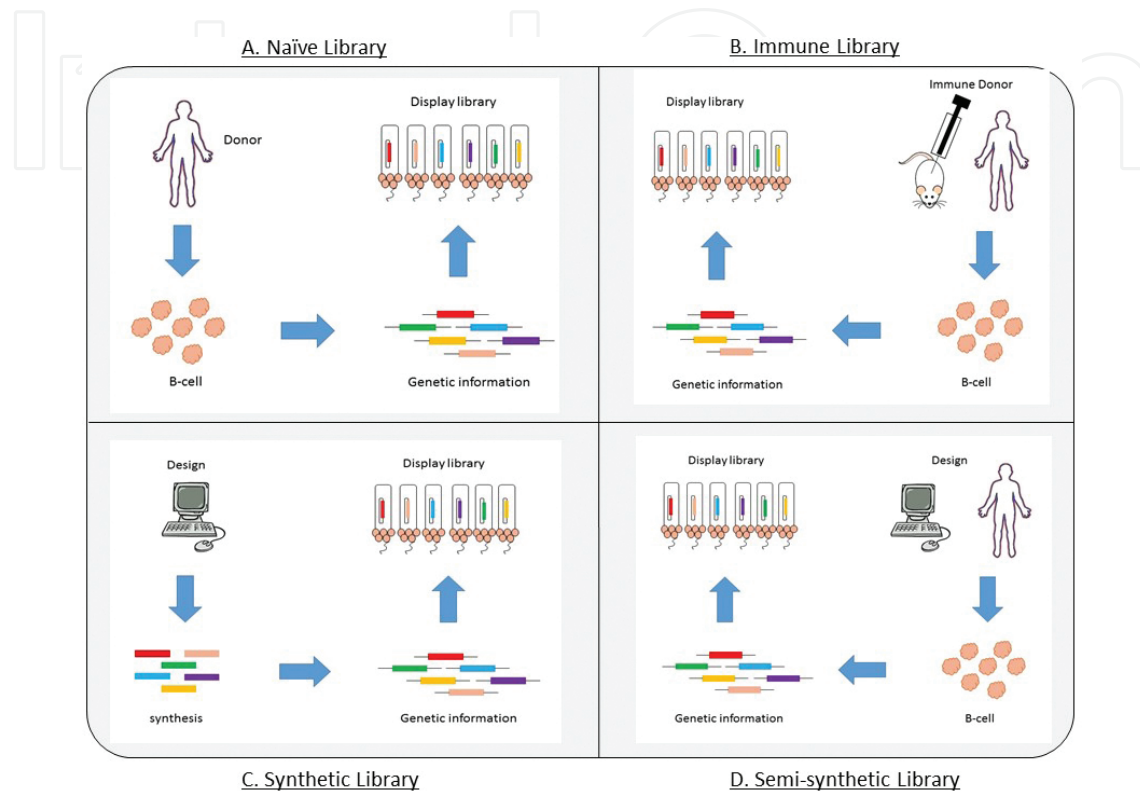 A. Naïve Library
B. Immune Library
Display library
Donor
B-cell
Genetic information
Immune Donor
Display library
Genetic information
B-cell
Design
Display library
synthesis
Genetic information
Display library
Design
Genetic information
B-cell
C. Synthetic Library
D. Semi-synthetic Library